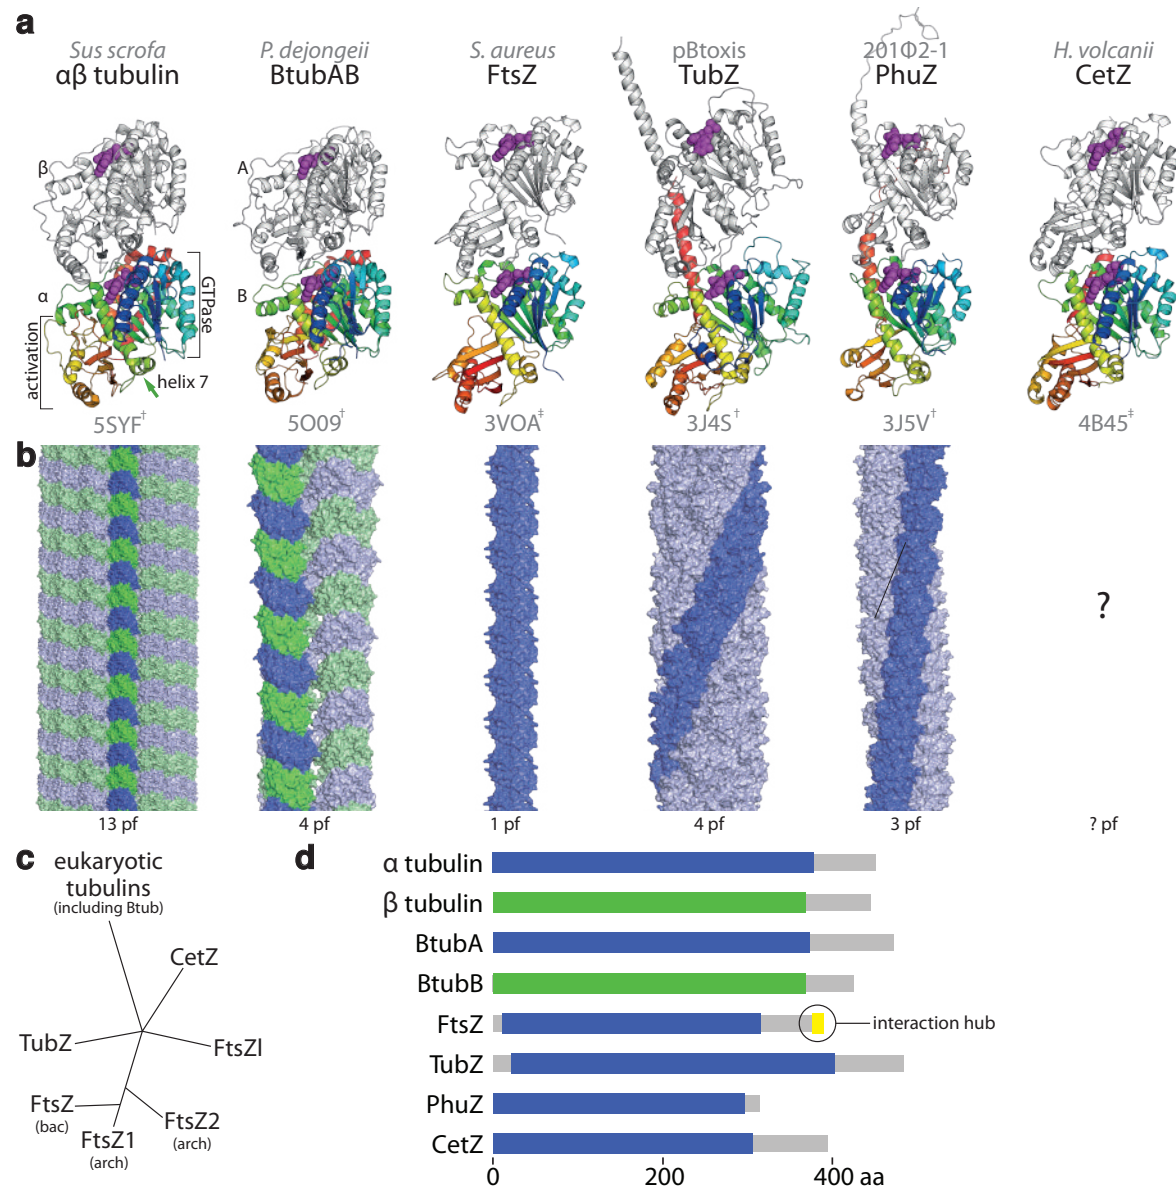 a
Sus scrofa
αβ tubulin
P. dejongeii
BtubAB
S. aureus
FtsZ
pBtoxis
TubZ
201Φ2-1
PhuZ
H. volcanii
CetZ
β
A
α
B
GTPase
activation
helix 7
5SYF†
5O09†
3VOA‡
3J4S†
3J5V†
4B45‡
b
?
13 pf
4 pf
1 pf
4 pf
3 pf
? pf
c
eukaryotic
tubulins
(including Btub)
CetZ
TubZ
FtsZl
FtsZ
(bac)
FtsZ1
(arch)
FtsZ2
(arch)
d
α tubulin
β tubulin
BtubA
BtubB
FtsZ
interaction hub
TubZ
PhuZ
CetZ
0
200
400 aa